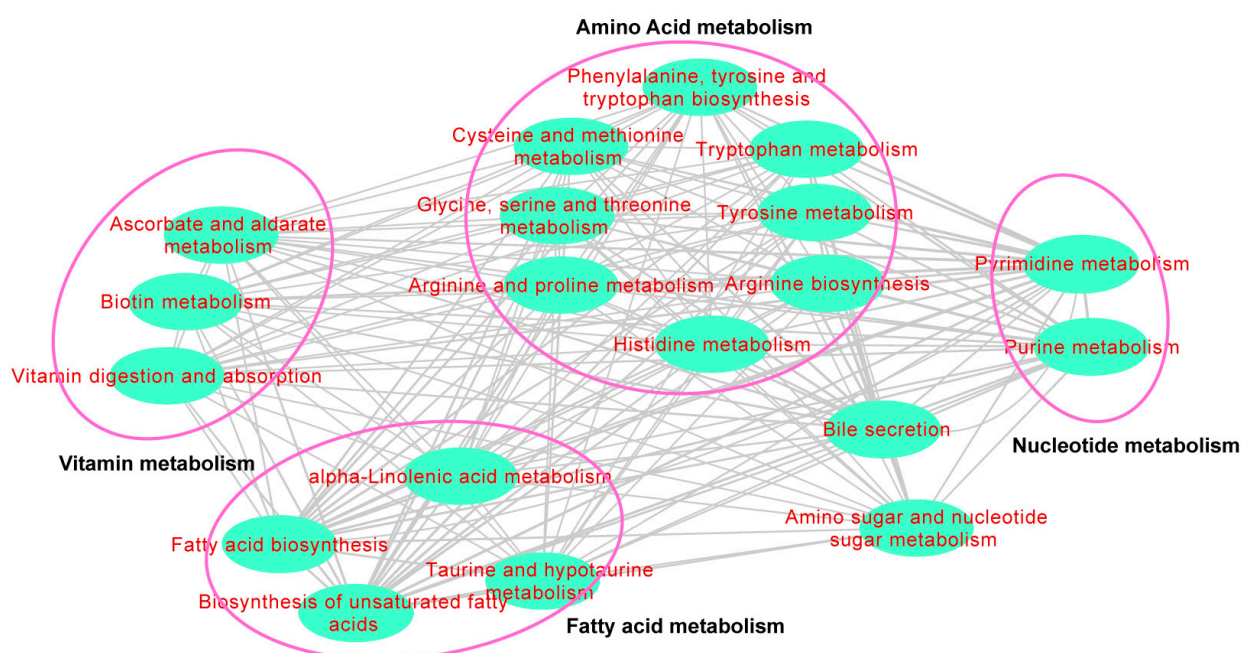 Amino Acid metabolism
Phenylalanine, tyrosine and
tryptophan biosynthesis
Cysteine and methionine
metabolism
Tryptophan metabolism
Glycine, serine and threonine
metabolism
Tyrosine metabolism
Arginine and proline metabolism
Arginine biosynthesis
Histidine metabolism
Ascorbate and aldarate
metabolism
Biotin metabolism
Vitamin digestion and absorption
Vitamin metabolism
Pyrimidine metabolism
Purine metabolism
Nucleotide metabolism
Bile secretion
Amino sugar and nucleotide
sugar metabolism
alpha-Linolenic acid metabolism
Fatty acid biosynthesis
Taurine and hypotaurine
metabolism
Biosynthesis of unsaturated fatty
acids
Fatty acid metabolism